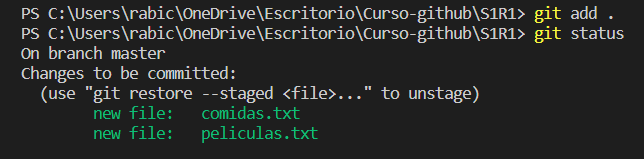 PS C:\Users\rabic\OneDrive\Escritorio\Curso-github\S1R1> git add .
PS C:\Users\rabic\OneDrive\Escritorio\Curso-github\S1R1> git status
On branch master
Changes to be committed:
  (use "git restore --staged <file>..." to unstage)
        new file:   comidas.txt
        new file:   peliculas.txt